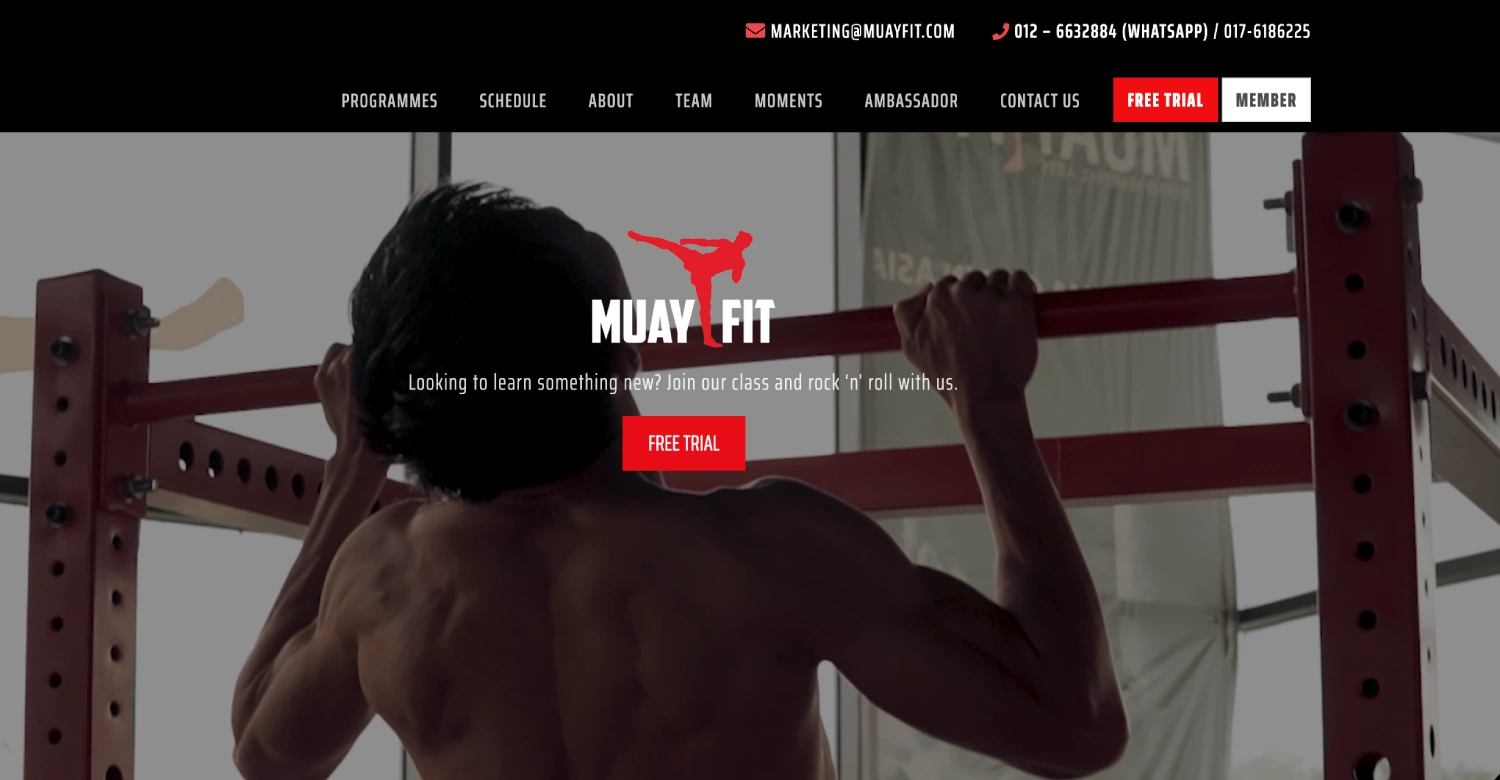 MARKETING@MUAYFIT.COM 012 – 6632884 (WHATSAPP) / 017-6186225
PROGRAMMES SCHEDULE ABOUT TEAM MOMENTS AMBASSADOR CONTACT US FREE TRIAL MEMBER
MUAY FIT
Looking to learn something new? Join our class and rock ‘n’ roll with us.
FREE TRIAL